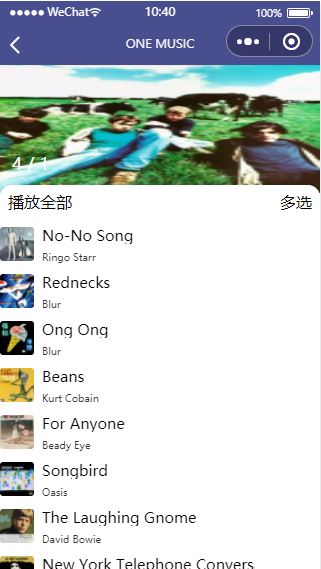 WeChat 10:40 100%
ONE MUSIC
4 / 1
播放全部 多选
No-No Song
Ringo Starr
Rednecks
Blur
Ong Ong
Blur
Beans
Kurt Cobain
For Anyone
Beady Eye
Songbird
Oasis
The Laughing Gnome
David Bowie
New York Telephone Convers